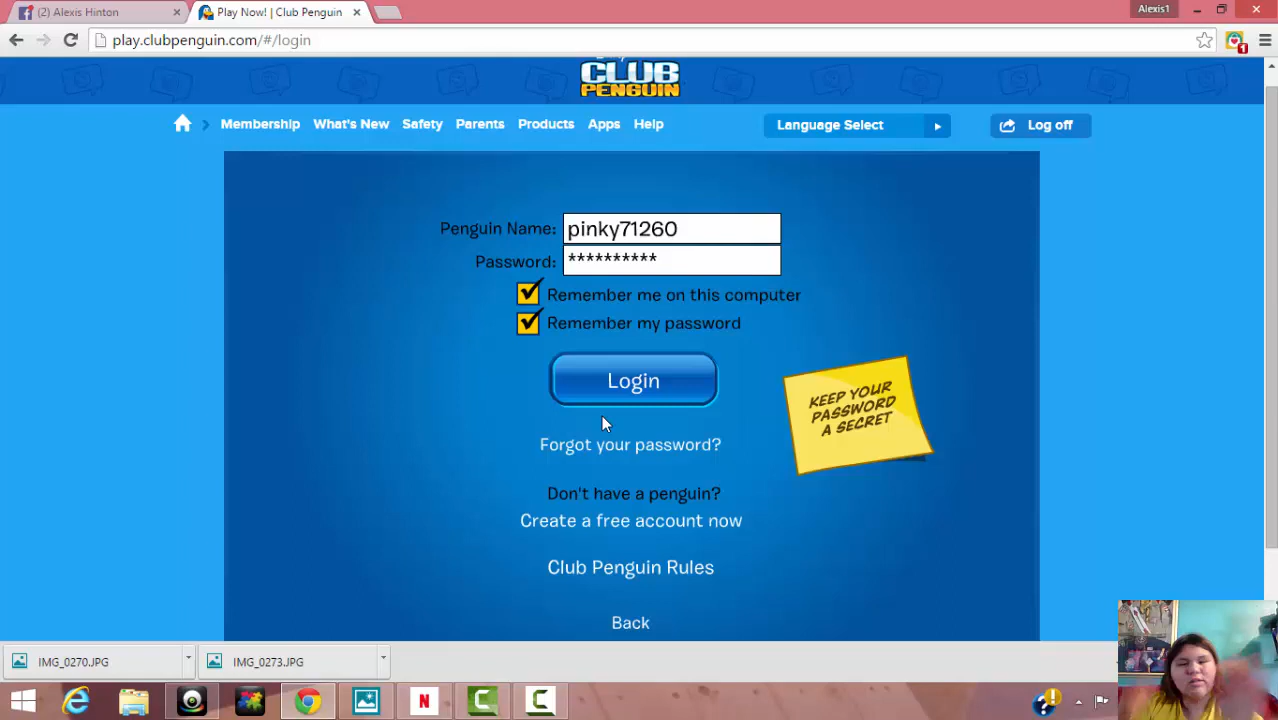 (2) Alexis Hinton
Play Now! | Club Penguin
Alexis1
play.clubpenguin.com/#/login
1
CLUB
PENGUIN
Membership What's New Safety Parents Products Apps Help
Language Select
Log off
Penguin Name: pinky71260
Password: **********
Remember me on this computer
Remember my password
Login
KEEP YOUR
PASSWORD
A SECRET
Forgot your password?
Don't have a penguin?
Create a free account now
Club Penguin Rules
Back
IMG_0270.JPG
IMG_0273.JPG
N